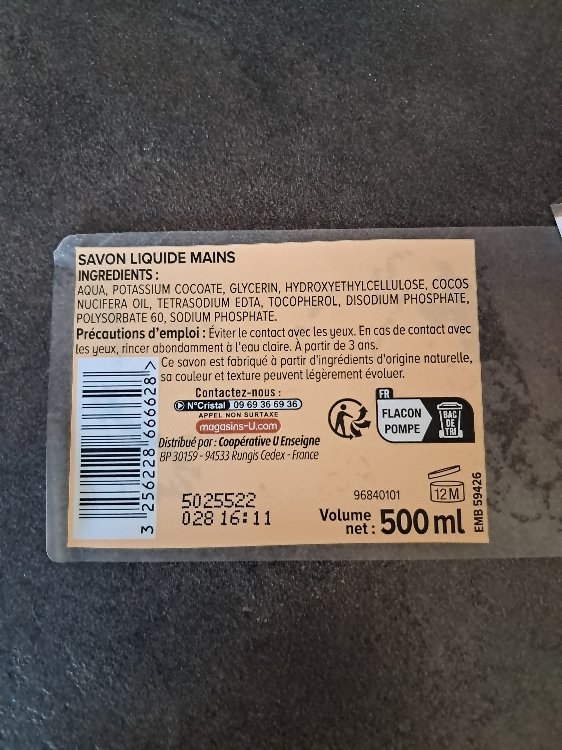 SAVON LIQUIDE MAINS
INGREDIENTS :
AQUA, POTASSIUM COCOATE, GLYCERIN, HYDROXYETHYLCELLULOSE, COCOS
NUCIFERA OIL, TETRASODIUM EDTA, TOCOPHEROL, DISODIUM PHOSPHATE,
POLYSORBATE 60, SODIUM PHOSPHATE.
Précautions d'emploi : Éviter le contact avec les yeux. En cas de contact avec
les yeux, rincer abondamment à l'eau claire. À partir de 3 ans.
Ce savon est fabriqué à partir d'ingrédients d'origine naturelle,
sa couleur et texture peuvent légèrement évoluer.
Contactez-nous :
N°Cristal 09 69 36 69 36
APPEL NON SURTAXE
magasins-U.com
Distribué par : Coopérative U Enseigne
BP 30159 - 94533 Rungis Cedex - France
FR
FLACON
POMPE
BAC
DE
TRI
3 256228 666628 >
5025522
028 16:11
96840101
12 M
Volume
net : 500 ml
EMB 59426